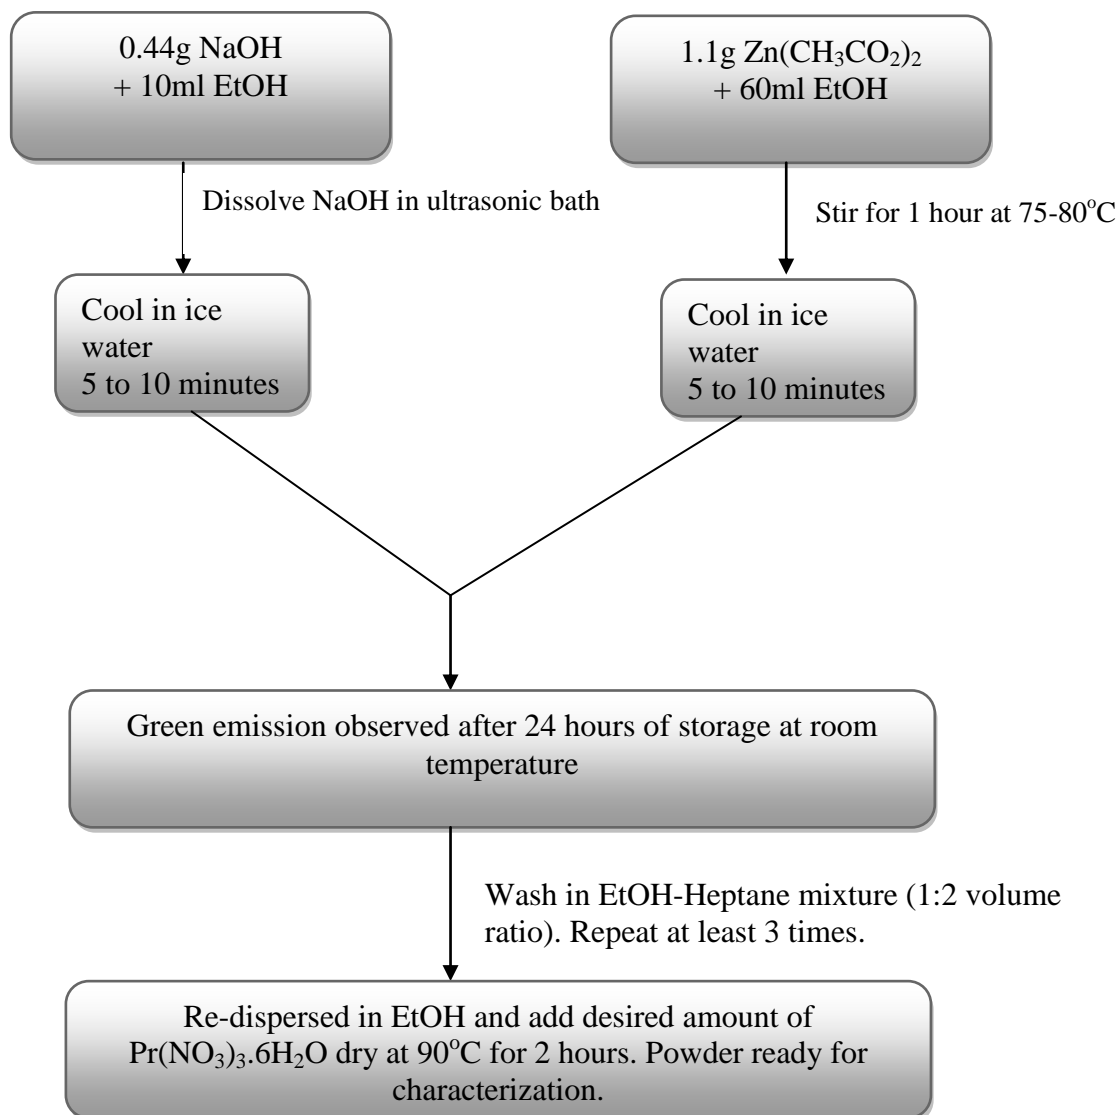 0.44g NaOH
+ 10ml EtOH
1.1g Zn(CH₃CO₂)₂
+ 60ml EtOH
Dissolve NaOH in ultrasonic bath
Stir for 1 hour at 75-80°C
Cool in ice
water
5 to 10 minutes
Cool in ice
water
5 to 10 minutes
Green emission observed after 24 hours of storage at room
temperature
Wash in EtOH-Heptane mixture (1:2 volume
ratio). Repeat at least 3 times.
Re-dispersed in EtOH and add desired amount of
Pr(NO₃)₃.6H₂O dry at 90°C for 2 hours. Powder ready for
characterization.